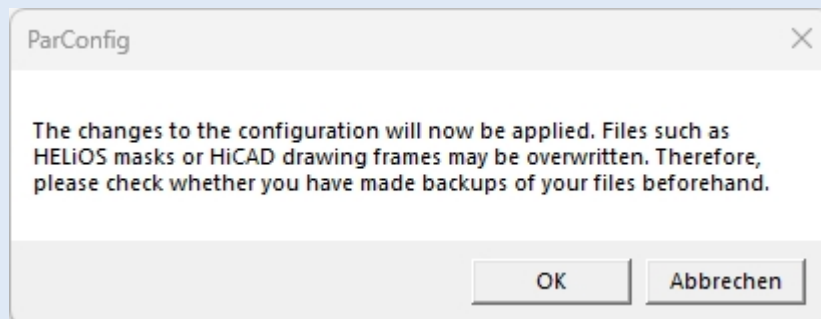 ParConfig
The changes to the configuration will now be applied. Files such as
HELiOS masks or HiCAD drawing frames may be overwritten. Therefore,
please check whether you have made backups of your files beforehand.
OK Abbrechen